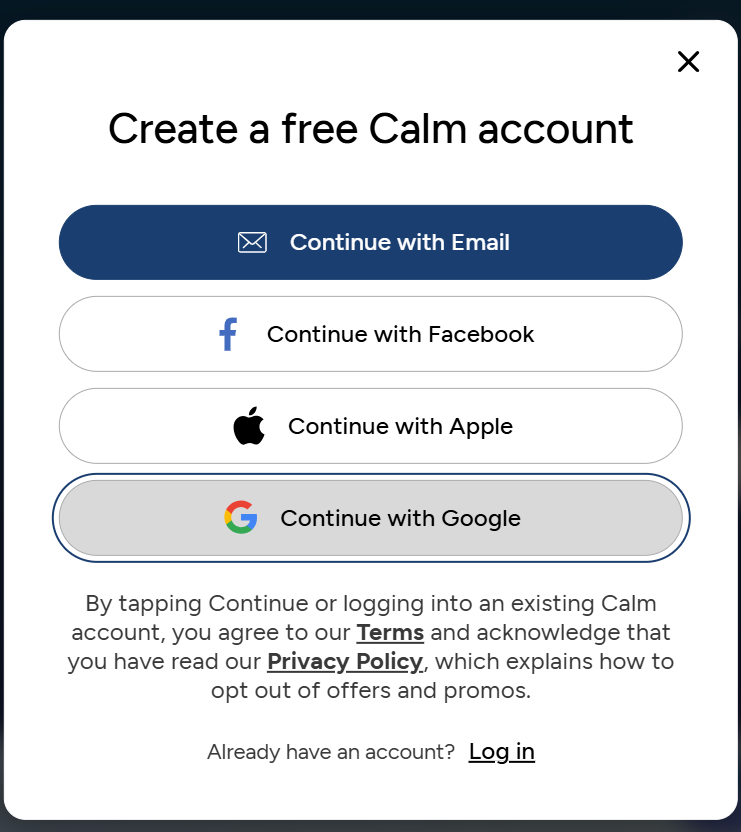 Create a free Calm account
Continue with Email
Continue with Facebook
Continue with Apple
Continue with Google
By tapping Continue or logging into an existing Calm
account, you agree to our Terms and acknowledge that
you have read our Privacy Policy, which explains how to
opt out of offers and promos.
Already have an account? Log in